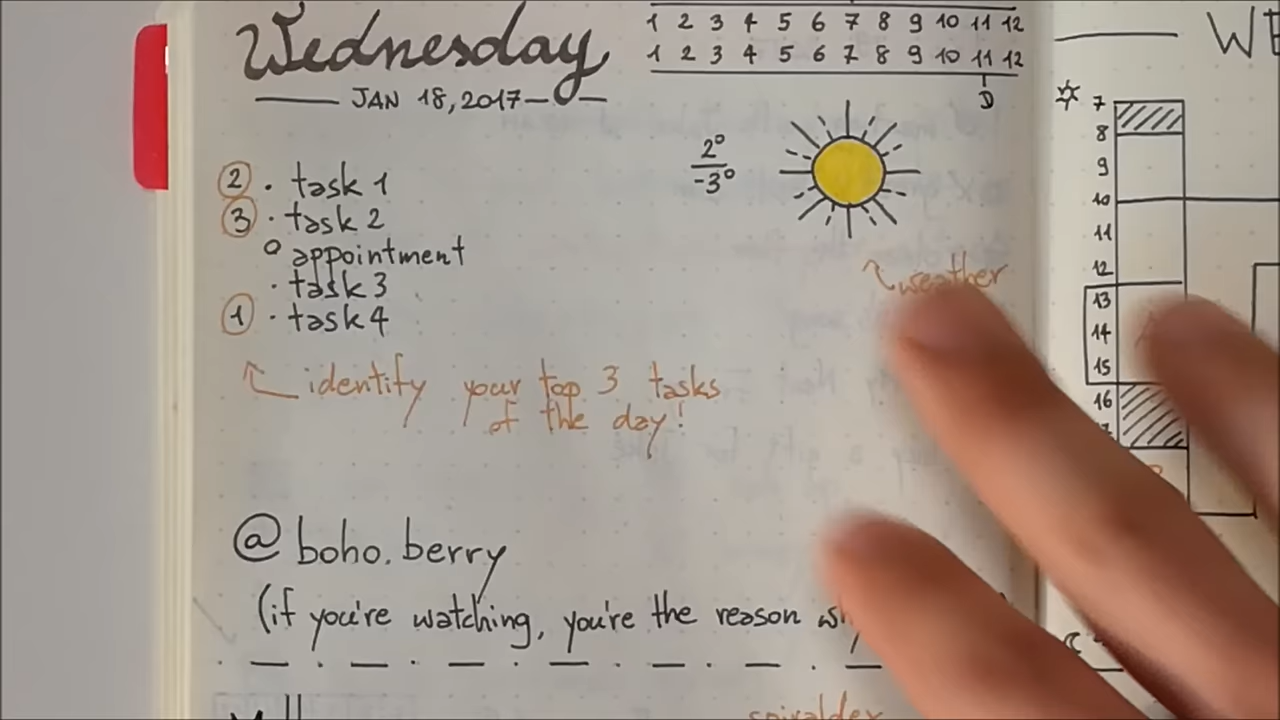 Wednesday
JAN 18, 2017
1 2 3 4 5 6 7 8 9 10 11 12
1 2 3 4 5 6 7 8 9 10 11 12
D
2°
-3°
② · task 1
③ · task 2
o appointment
· task 3
① · task 4
weather
identify your top 3 tasks
of the day!
@boho.berry
(if you're watching, you're the reason
spiraldex
WE
7
8
9
10
11
12
13
14
15
16